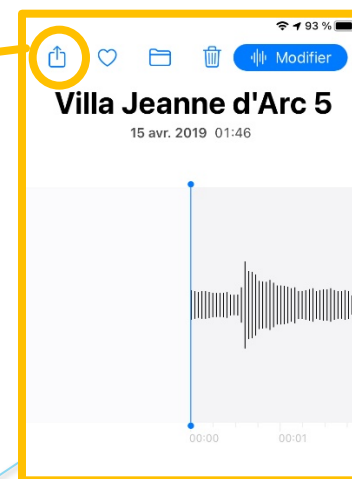 93 %
Modifier
Villa Jeanne d'Arc 5
15 avr. 2019 01:46
00:00 00:01